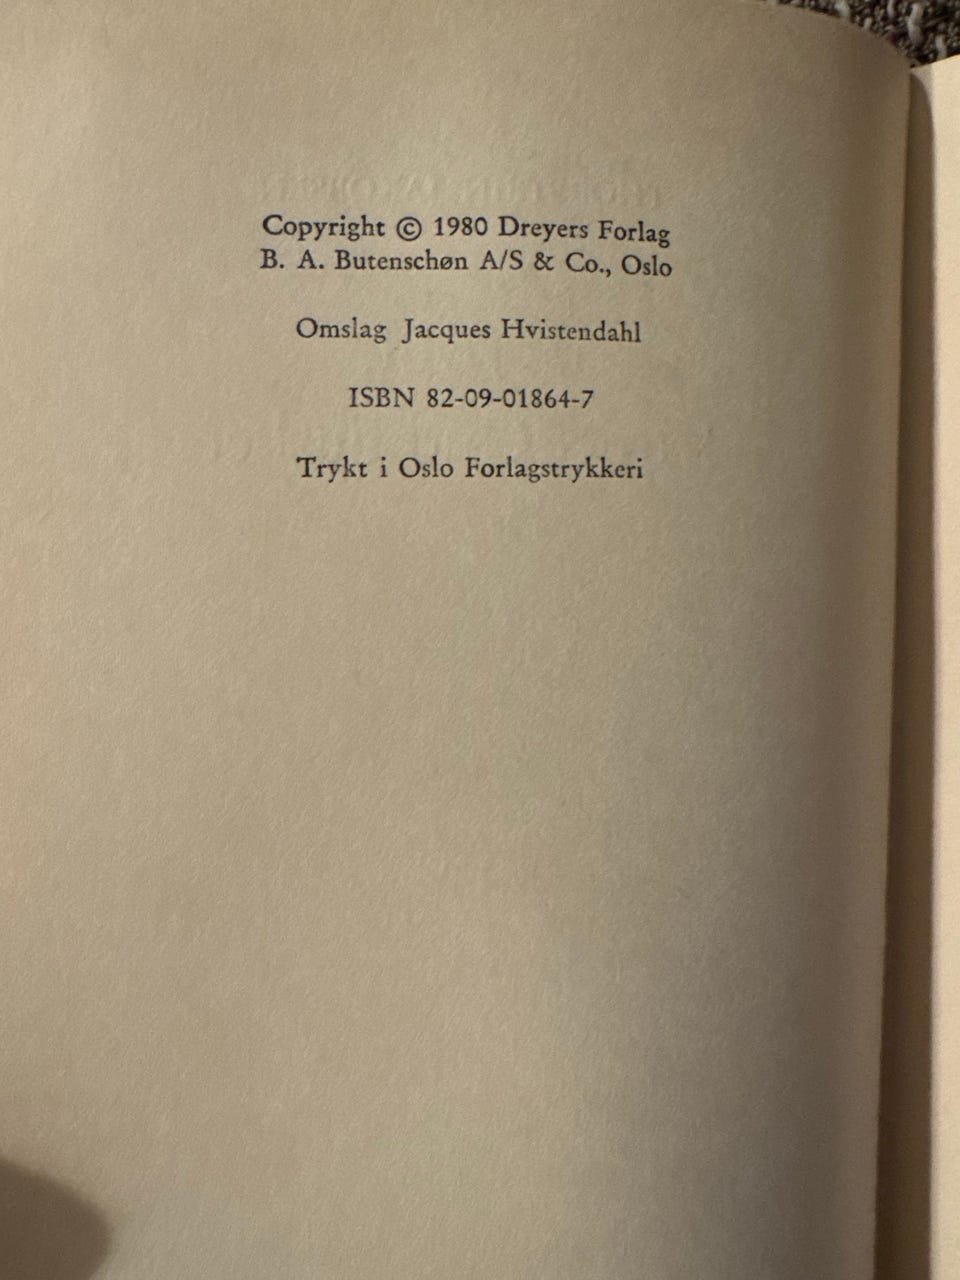 Copyright © 1980 Dreyers Forlag
B. A. Butenschøn A/S & Co., Oslo
Omslag Jacques Hvistendahl
ISBN 82-09-01864-7
Trykt i Oslo Forlagstrykkeri